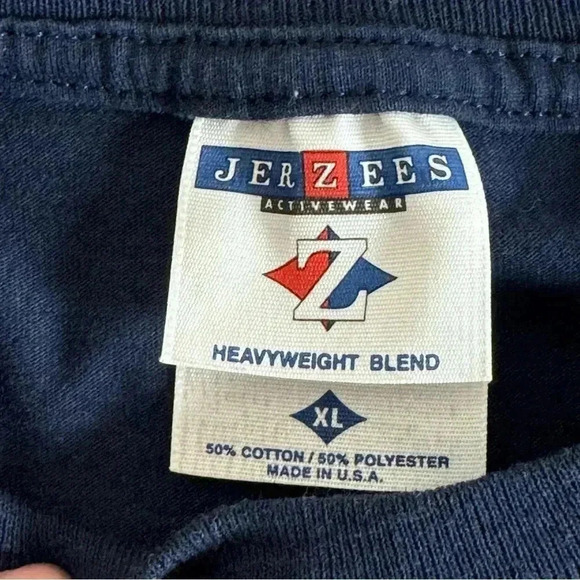 JERZEES
ACTIVEWEAR
Z
HEAVYWEIGHT BLEND
XL
50% COTTON / 50% POLYESTER
MADE IN U.S.A.